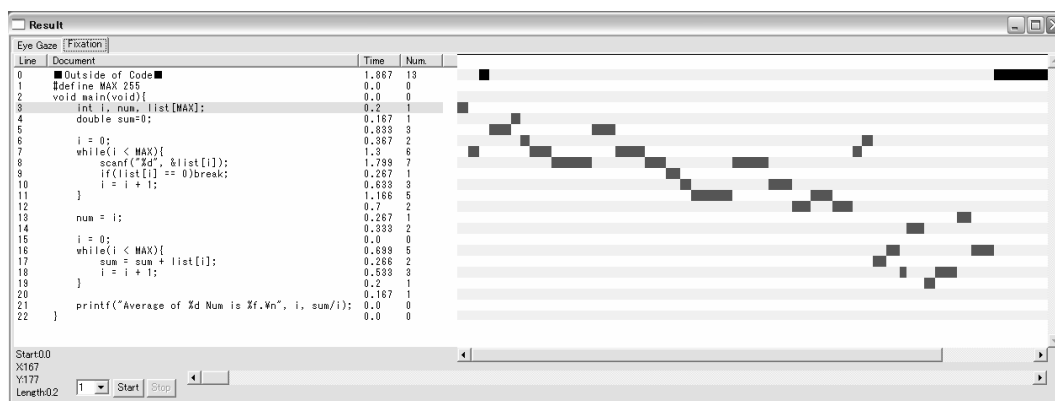 Result
Eye Gaze Fixation
Line Document Time Num.
0 ■Outside of Code■ 1.867 13
1 #define MAX 255 0.0 0
2 void main(void){ 0.0 0
3 int i, num, list[MAX]; 0.2 1
4 double sum=0; 0.167 1
5 0.833 3
6 i = 0; 0.367 2
7 while(i < MAX){ 1.3 6
8 scanf("%d", &list[i]); 1.799 7
9 if(list[i] == 0)break; 0.267 1
10 i = i + 1; 0.633 3
11 } 1.166 5
12 0.7 2
13 num = i; 0.267 1
14 0.333 2
15 i = 0; 0.0 0
16 while(i < MAX){ 0.699 5
17 sum = sum + list[i]; 0.266 2
18 i = i + 1; 0.533 3
19 } 0.2 1
20 0.167 1
21 printf("Average of %d Num is %f.¥n", i, sum/i); 0.0 0
22 } 0.0 0
Start:0.0
X:167
Y:177
Length:0.2
1 Start Stop